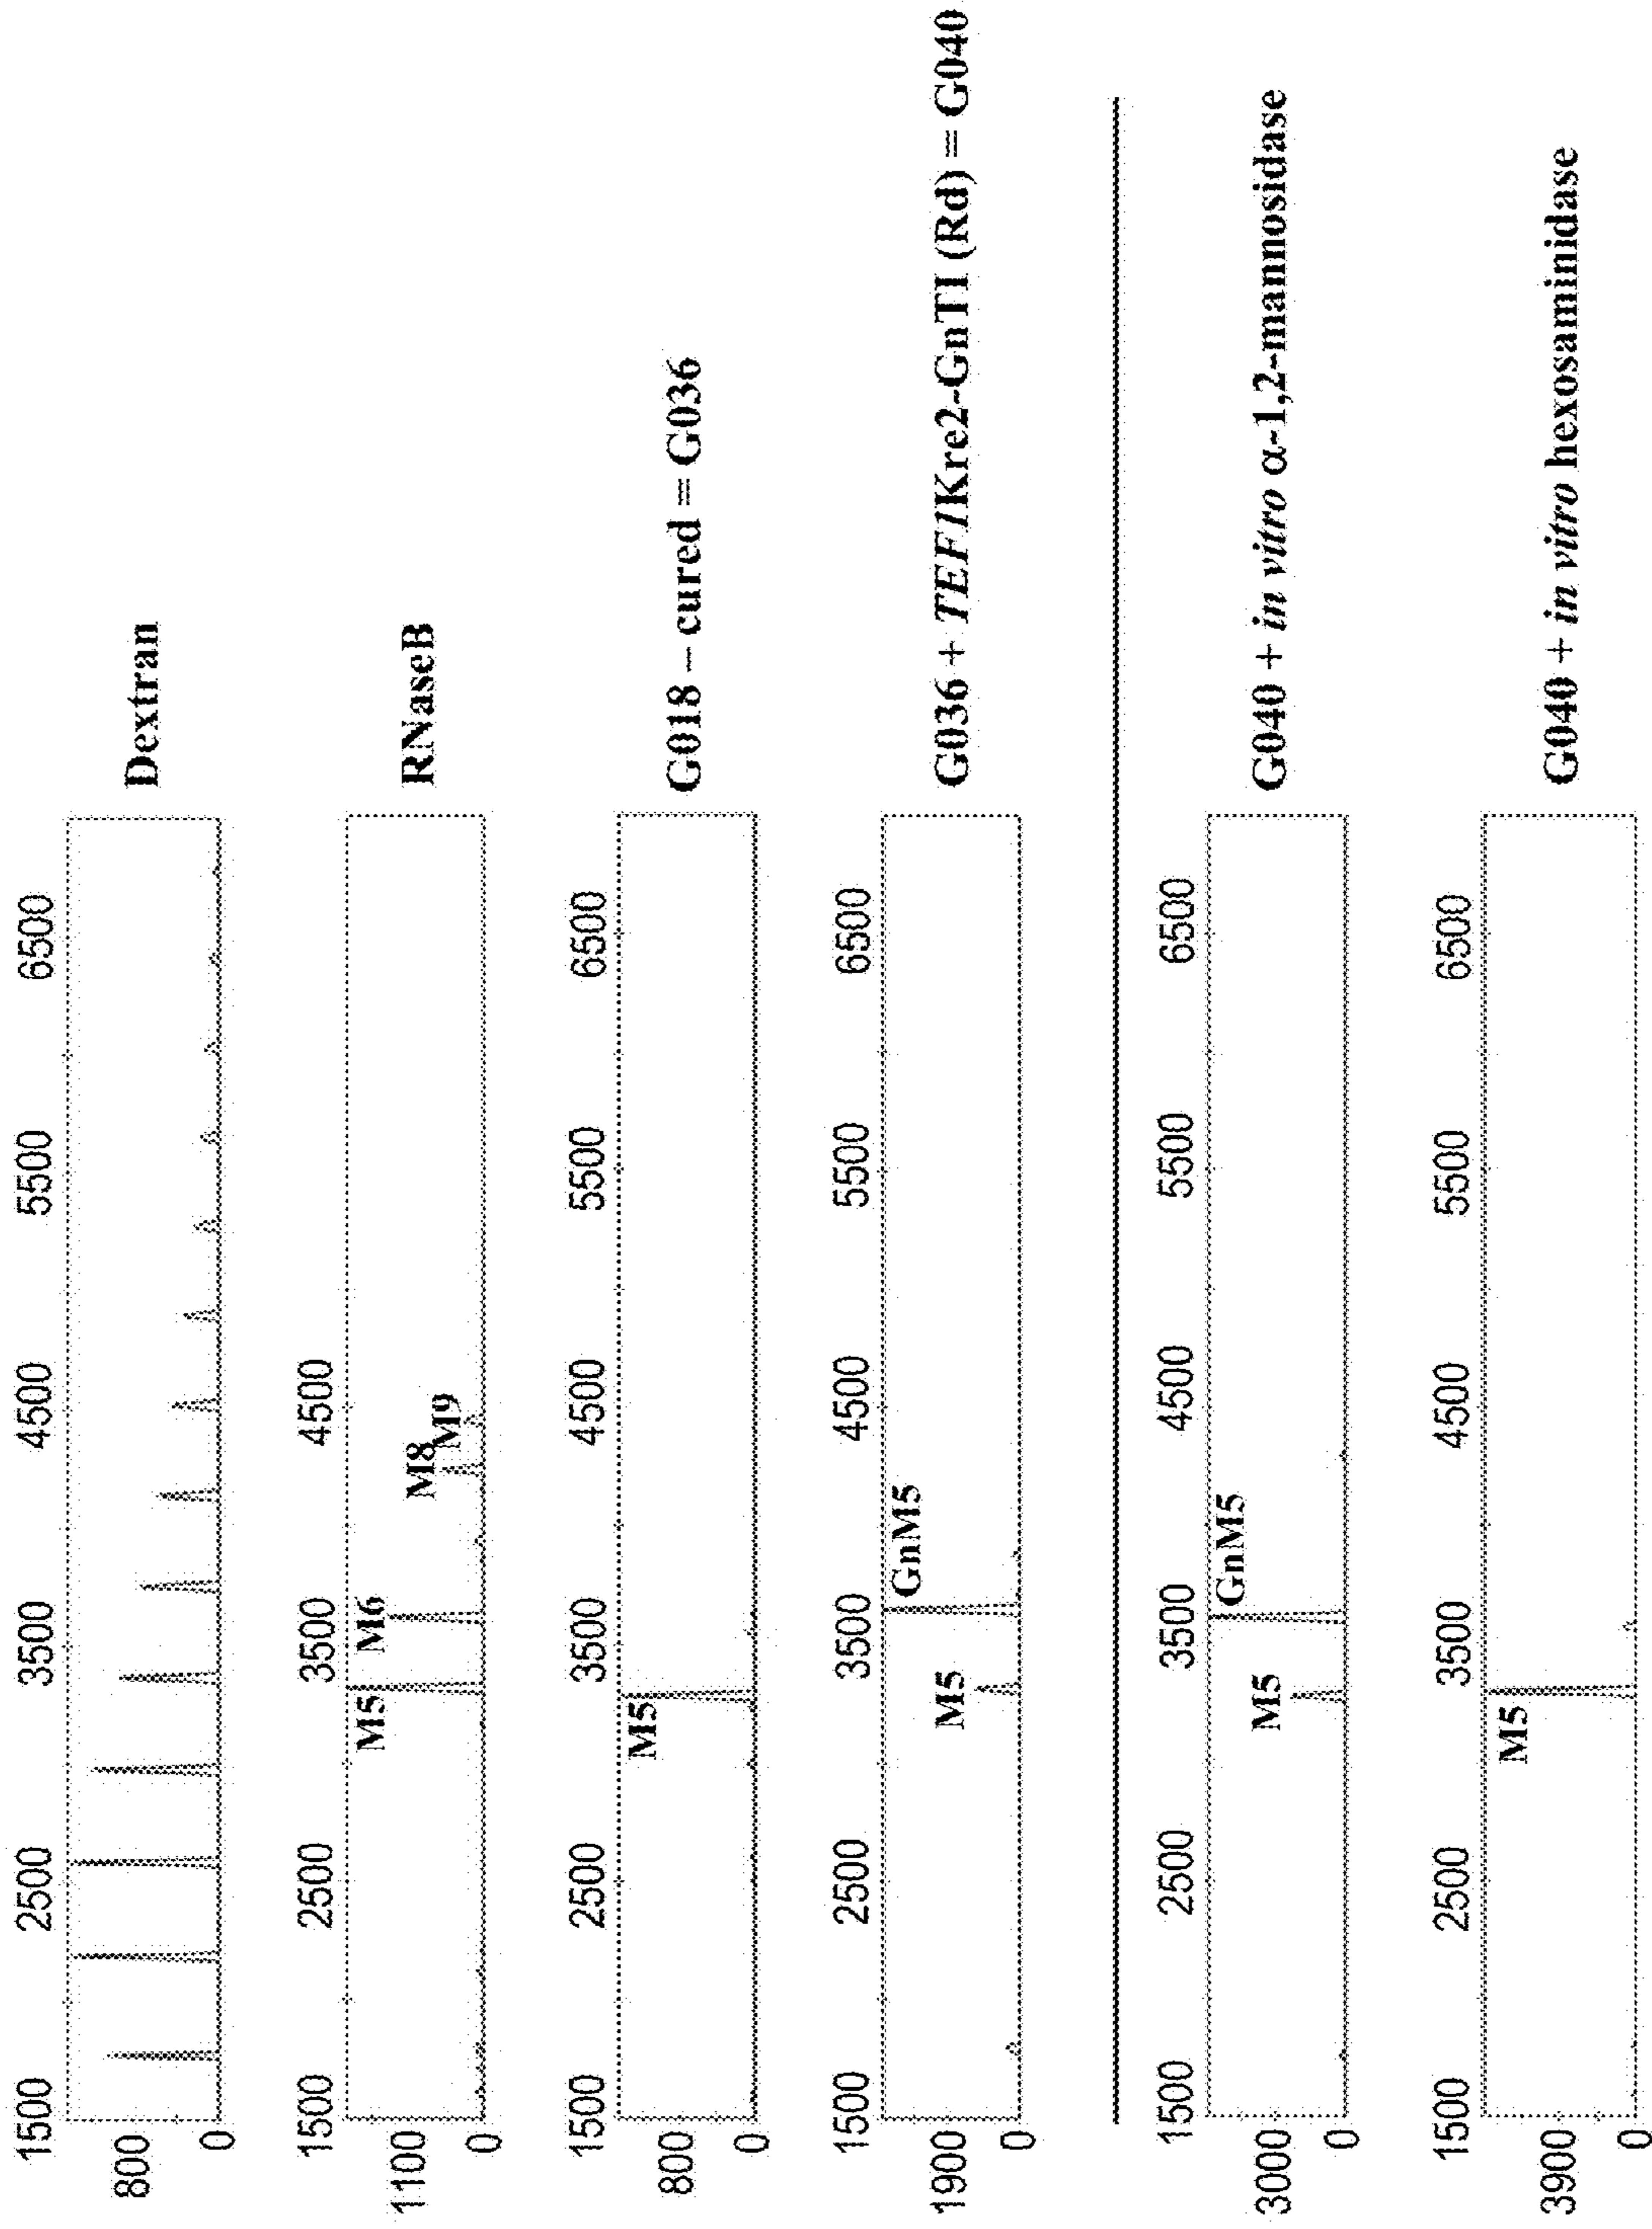 1500 2500 3500 4500 5500 6500
800
0
Dextran
1500 2500 3500 4500
1100
0
M5
M6
M8
M9
RNaseB
1500 2500 3500 4500 5500 6500
800
0
M5
G018 – cured = G036
1500 2500 3500 4500 5500 6500
1900
0
M5
GnM5
G036 + TEF1Kre2-GnTI (Rd) = G040
1500 2500 3500 4500 5500 6500
3000
0
M5
GnM5
G040 + in vitro α-1,2-mannosidase
1500 2500 3500 4500 5500 6500
3900
0
M5
G040 + in vitro hexosaminidase